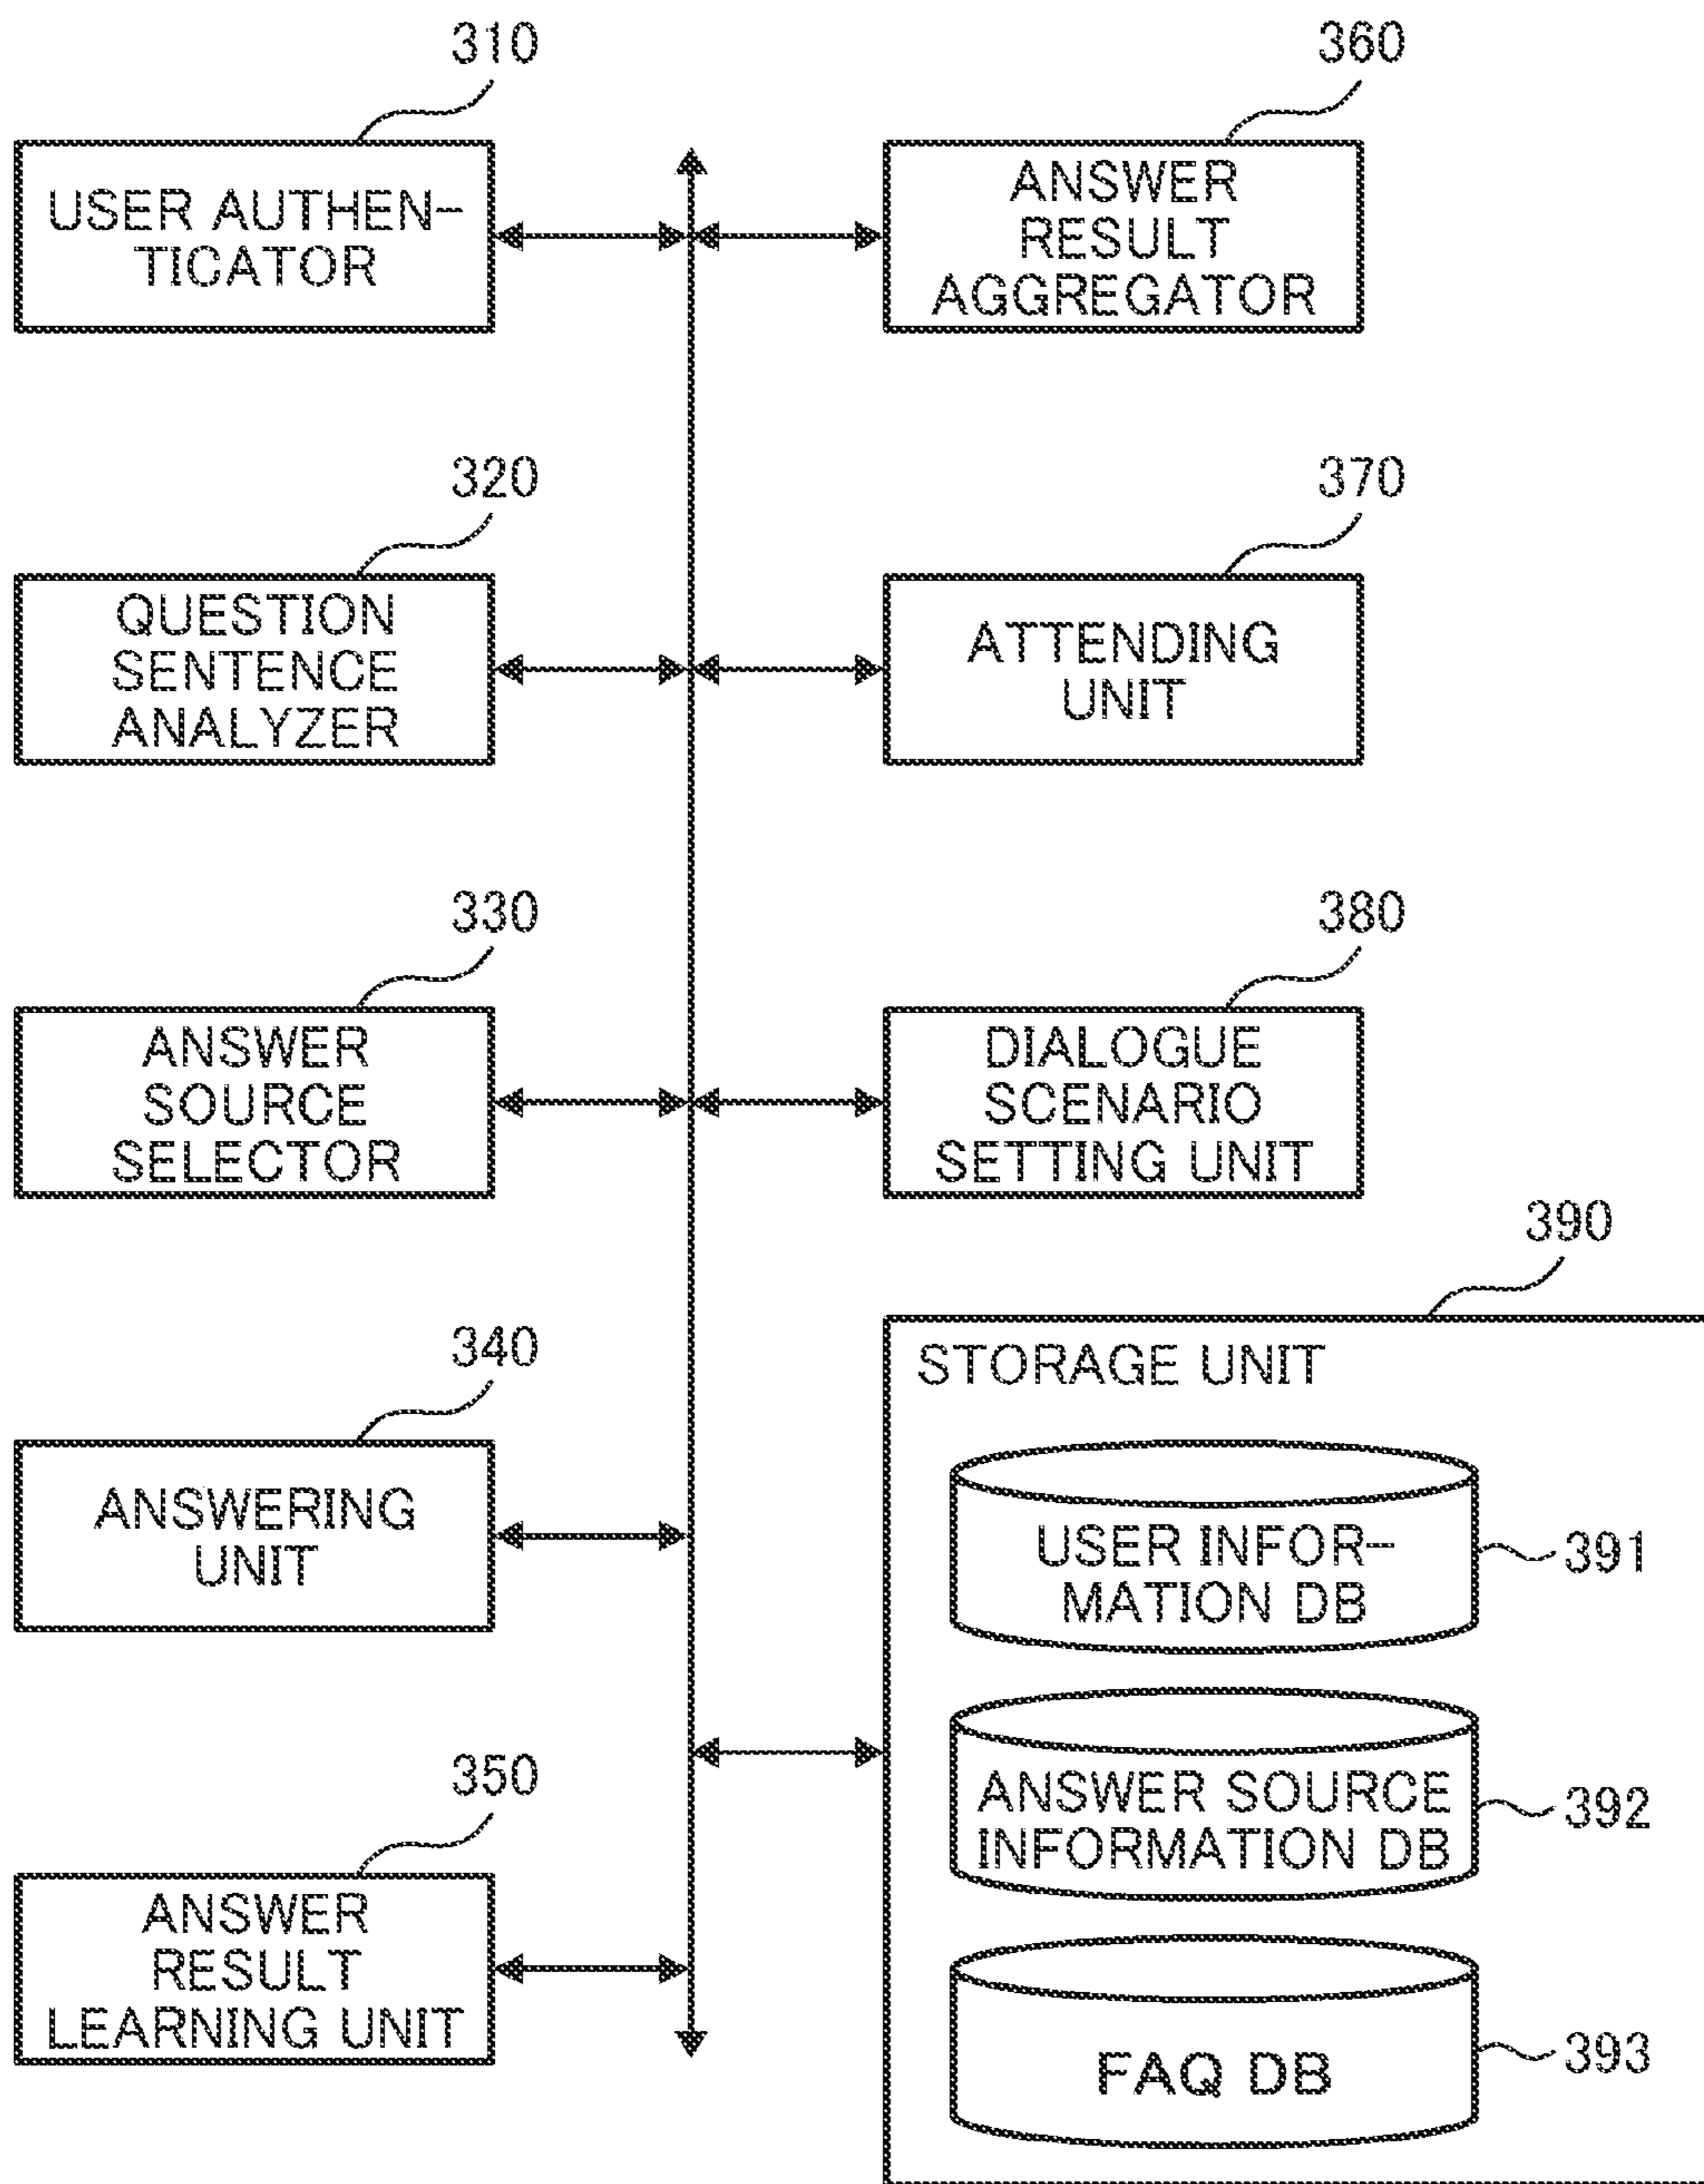 310
USER AUTHEN-
TICATOR
320
QUESTION
SENTENCE
ANALYZER
330
ANSWER
SOURCE
SELECTOR
340
ANSWERING
UNIT
350
ANSWER
RESULT
LEARNING UNIT
360
ANSWER
RESULT
AGGREGATOR
370
ATTENDING
UNIT
380
DIALOGUE
SCENARIO
SETTING UNIT
390
STORAGE UNIT
USER INFOR-
MATION DB
391
ANSWER SOURCE
INFORMATION DB
392
FAQ DB
393